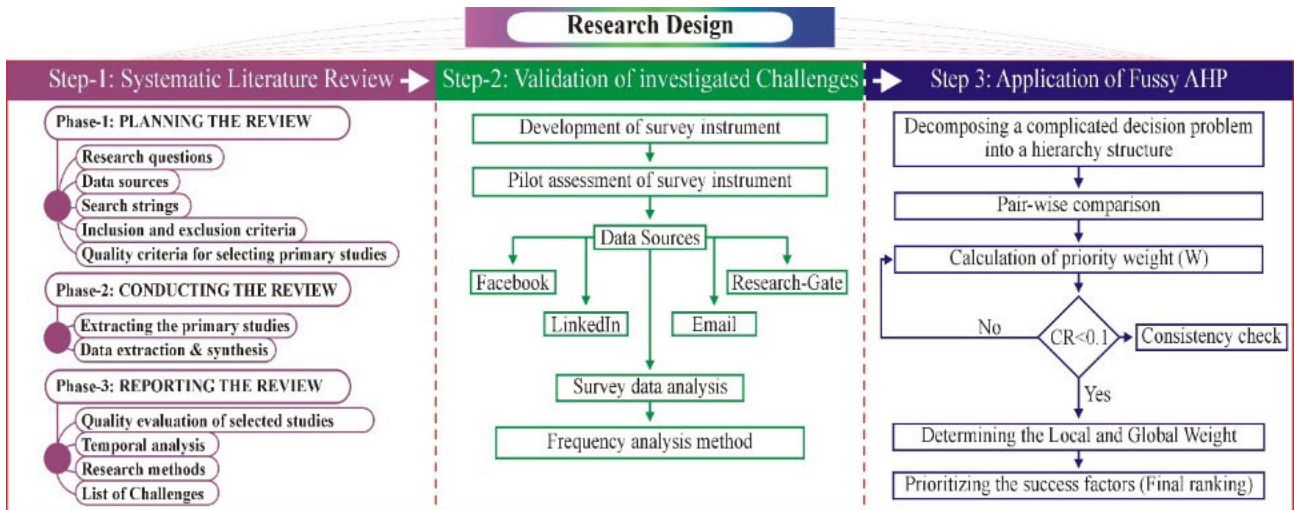 Research Design
Step-1: Systematic Literature Review
Phase-1: PLANNING THE REVIEW
Research questions
Data sources
Search strings
Inclusion and exclusion criteria
Quality criteria for selecting primary studies
Phase-2: CONDUCTING THE REVIEW
Extracting the primary studies
Data extraction & synthesis
Phase-3: REPORTING THE REVIEW
Quality evaluation of selected studies
Temporal analysis
Research methods
List of Challenges
Step-2: Validation of investigated Challenges
Development of survey instrument
Pilot assessment of survey instrument
Data Sources
Facebook
Research-Gate
LinkedIn
Email
Survey data analysis
Frequency analysis method
Step 3: Application of Fussy AHP
Decomposing a complicated decision problem
into a hierarchy structure
Pair-wise comparison
Calculation of priority weight (W)
No
CR<0.1
Consistency check
Yes
Determining the Local and Global Weight
Prioritizing the success factors (Final ranking)